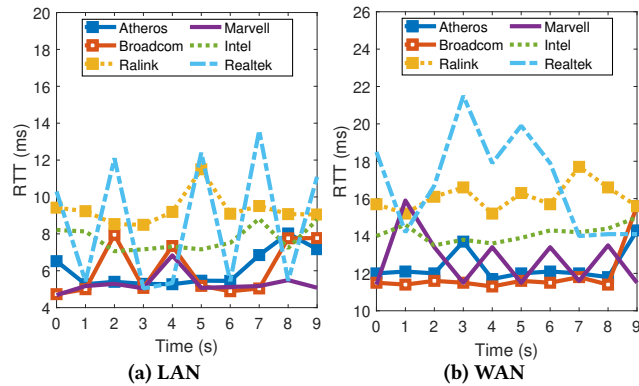 Atheros
Broadcom
Ralink
Marvell
Intel
Realtek
20
18
16
14
12
10
8
6
4
RTT (ms)
0 1 2 3 4 5 6 7 8 9
Time (s)
(a) LAN
Atheros
Broadcom
Ralink
Marvell
Intel
Realtek
26
24
22
20
18
16
14
12
10
RTT (ms)
0 1 2 3 4 5 6 7 8 9
Time (s)
(b) WAN